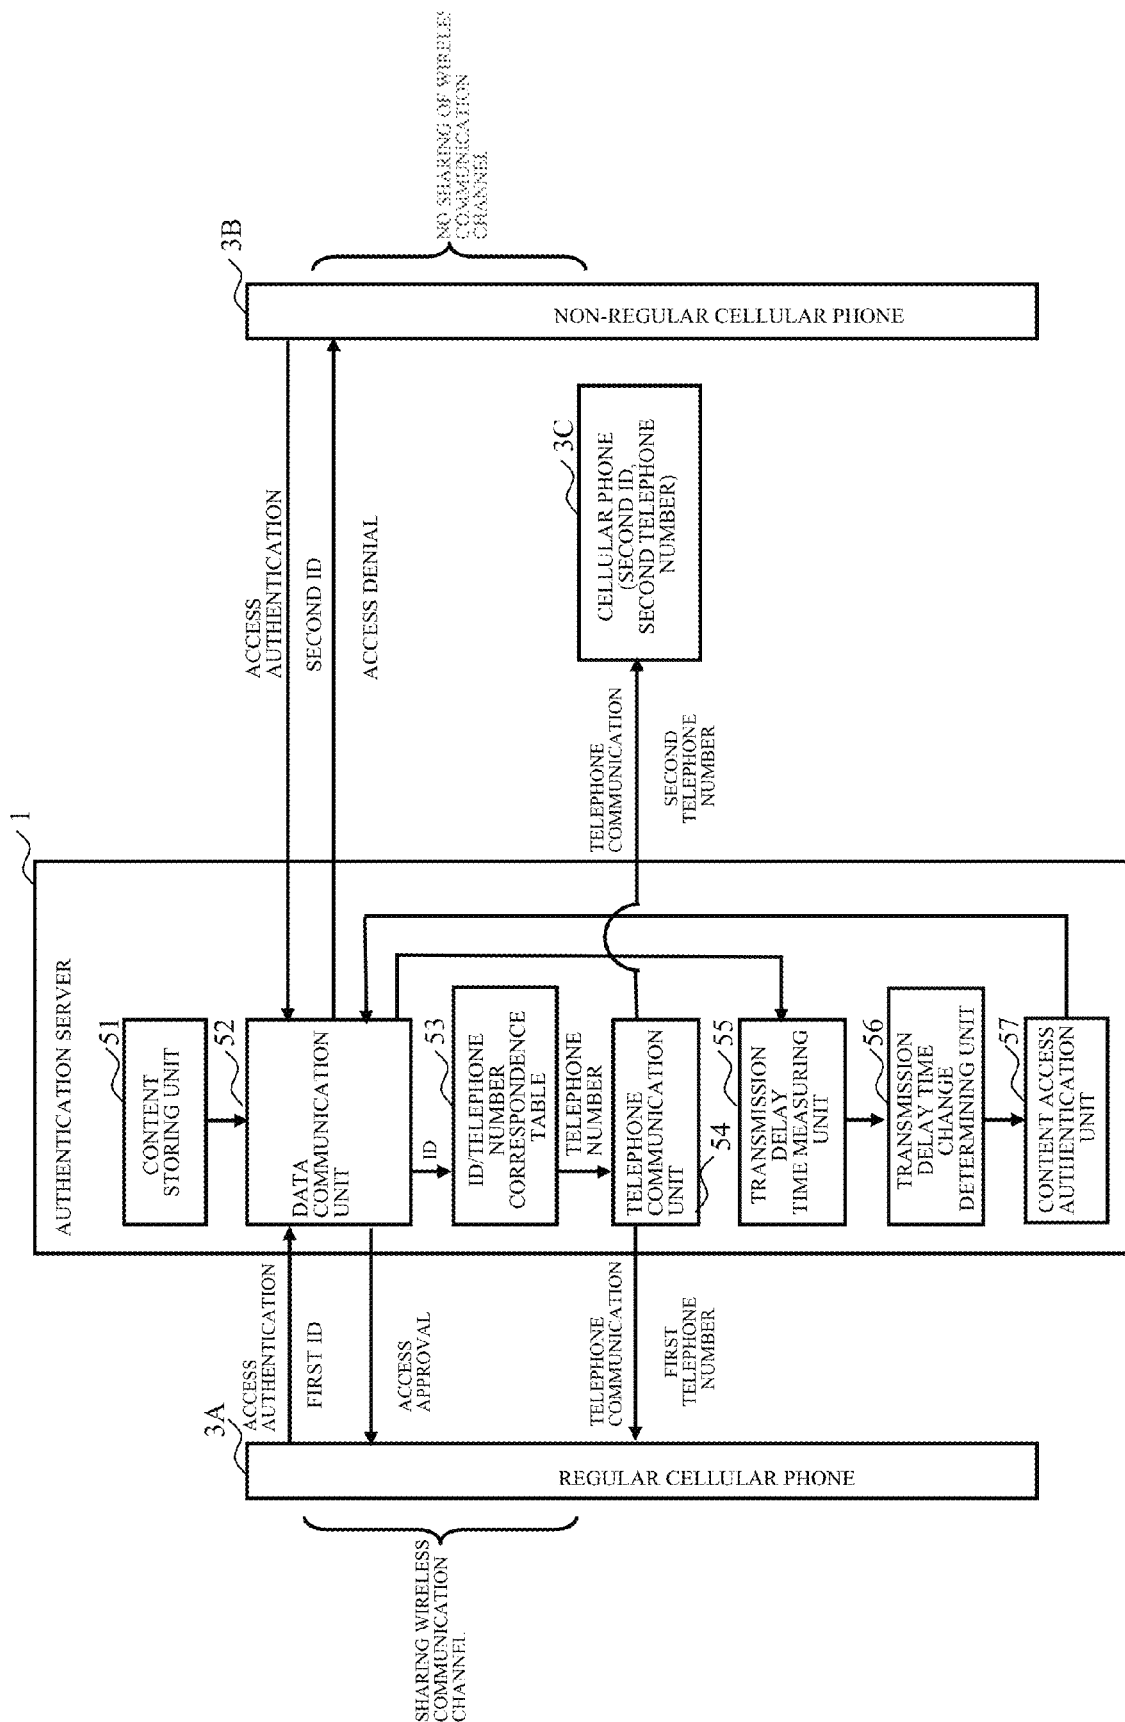 SHARING WIRELESS
COMMUNICATION
CHANNEL
3A
REGULAR CELLULAR PHONE
ACCESS
AUTHENTICATION
FIRST ID
ACCESS
APPROVAL
TELEPHONE
COMMUNICATION
FIRST
TELEPHONE
NUMBER
1
AUTHENTICATION SERVER
51
CONTENT
STORING UNIT
52
DATA
COMMUNICATION
UNIT
ID
53
ID/TELEPHONE
NUMBER
CORRESPONDENCE
TABLE
TELEPHONE
NUMBER
TELEPHONE
COMMUNICATION
UNIT
54
55
TRANSMISSION
DELAY
TIME MEASURING
UNIT
56
TRANSMISSION
DELAY TIME
CHANGE
DETERMINING UNIT
57
CONTENT ACCESS
AUTHENTICATION
UNIT
ACCESS
AUTHENTICATION
SECOND ID
ACCESS DENIAL
TELEPHONE
COMMUNICATION
SECOND
TELEPHONE
NUMBER
3C
CELLULAR PHONE
(SECOND ID,
SECOND TELEPHONE
NUMBER)
3B
NON-REGULAR CELLULAR PHONE
NO SHARING OF WIRELES
COMMUNICATION
CHANNEL